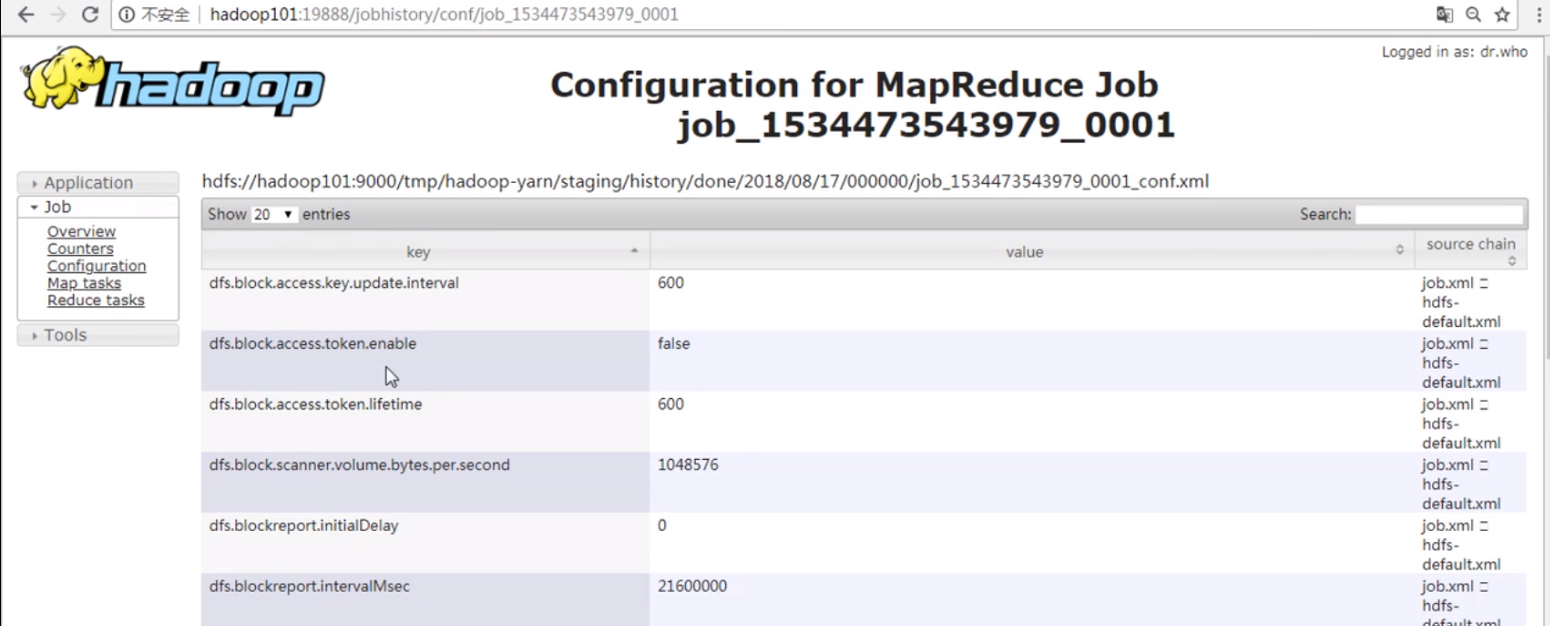 不安全 hadoop101:19888/jobhistory/conf/job_1534473543979_0001
Logged in as: dr.who
hadoop
Configuration for MapReduce Job
job_1534473543979_0001
Application
Job
Overview
Counters
Configuration
Map tasks
Reduce tasks
Tools
hdfs://hadoop101:9000/tmp/hadoop-yarn/staging/history/done/2018/08/17/000000/job_1534473543979_0001_conf.xml
Show 20 entries Search:
key value source chain
dfs.block.access.key.update.interval 600 job.xml
hdfs-
default.xml
dfs.block.access.token.enable false job.xml
hdfs-
default.xml
dfs.block.access.token.lifetime 600 job.xml
hdfs-
default.xml
dfs.block.scanner.volume.bytes.per.second 1048576 job.xml
hdfs-
default.xml
dfs.blockreport.initialDelay 0 job.xml
hdfs-
default.xml
dfs.blockreport.intervalMsec 21600000 job.xml
hdfs-
default.xml